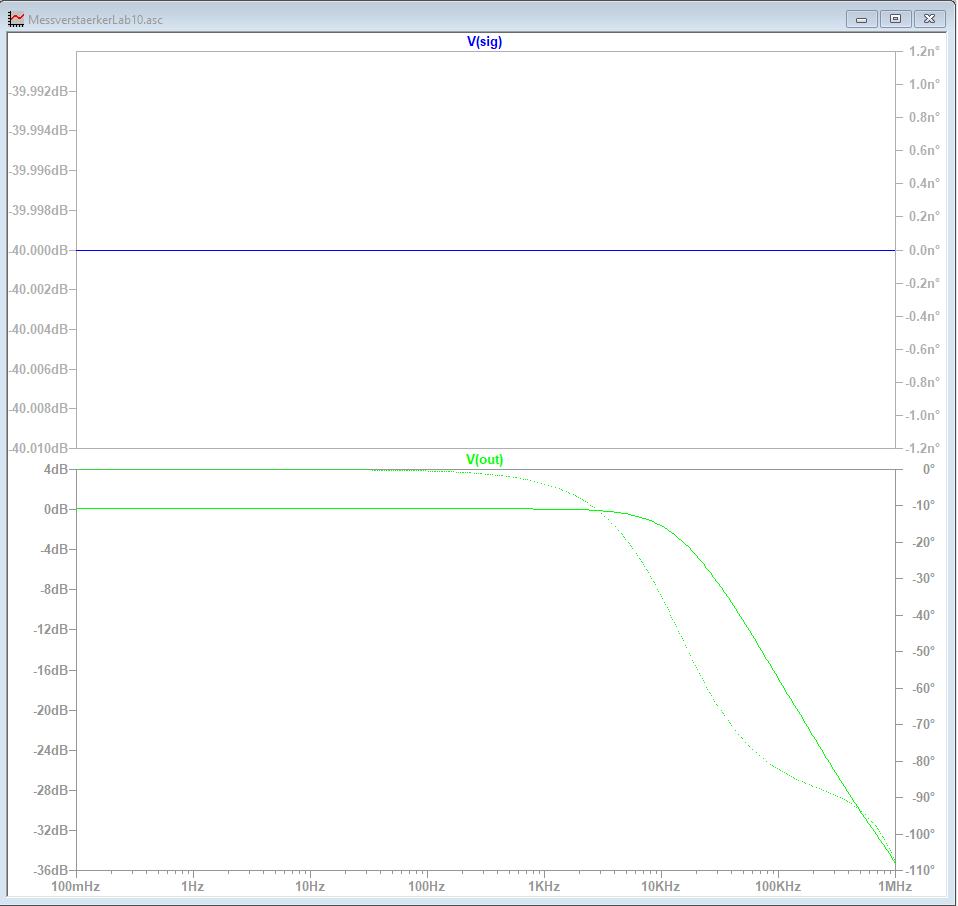 MessverstaerkerLab10.asc
V(sig)
-39.992dB
-39.994dB
-39.996dB
-39.998dB
-40.000dB
-40.002dB
-40.004dB
-40.006dB
-40.008dB
-40.010dB
1.2n°
1.0n°
0.8n°
0.6n°
0.4n°
0.2n°
0.0n°
-0.2n°
-0.4n°
-0.6n°
-0.8n°
-1.0n°
-1.2n°
V(out)
4dB
0dB
-4dB
-8dB
-12dB
-16dB
-20dB
-24dB
-28dB
-32dB
-36dB
0°
-10°
-20°
-30°
-40°
-50°
-60°
-70°
-80°
-90°
-100°
-110°
100mHz 1Hz 10Hz 100Hz 1KHz 10KHz 100KHz 1MHz